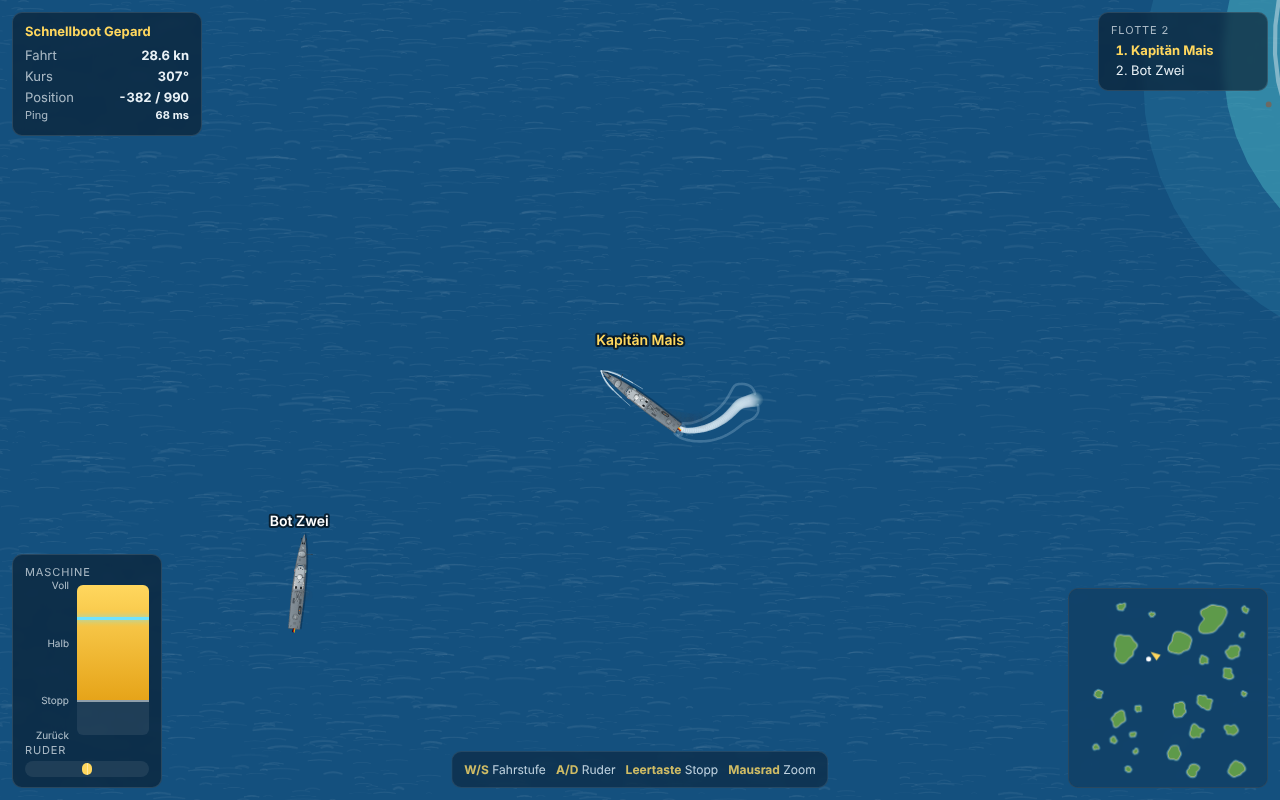 Schnellboot Gepard
Fahrt 28.6 kn
Kurs 307°
Position -382 / 990
Ping 68 ms
FLOTTE 2
1. Kapitän Mais
2. Bot Zwei
Kapitän Mais
Bot Zwei
MASCHINE
Voll
Halb
Stopp
Zurück
RUDER
W/S Fahrstufe A/D Ruder Leertaste Stopp Mausrad Zoom